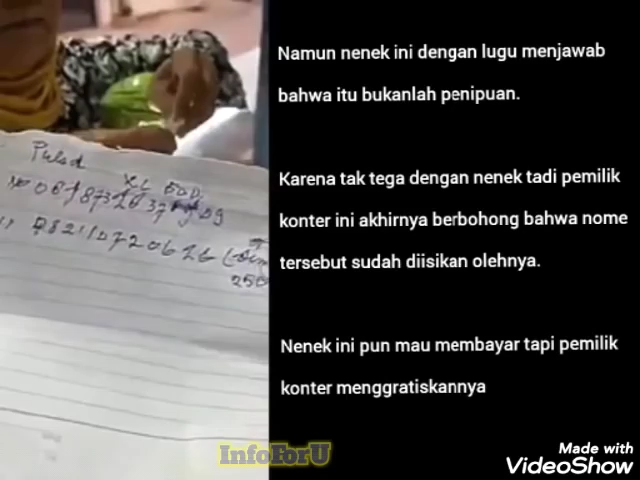 Pulsa
XL 500
Namun nenek ini dengan lugu menjawab
bahwa itu bukanlah penipuan.
Karena tak tega dengan nenek tadi pemilik
konter ini akhirnya berbohong bahwa nome
tersebut sudah diisikan olehnya.
Nenek ini pun mau membayar tapi pemilik
konter menggratiskannya
InfoForU
Made with
VideoShow